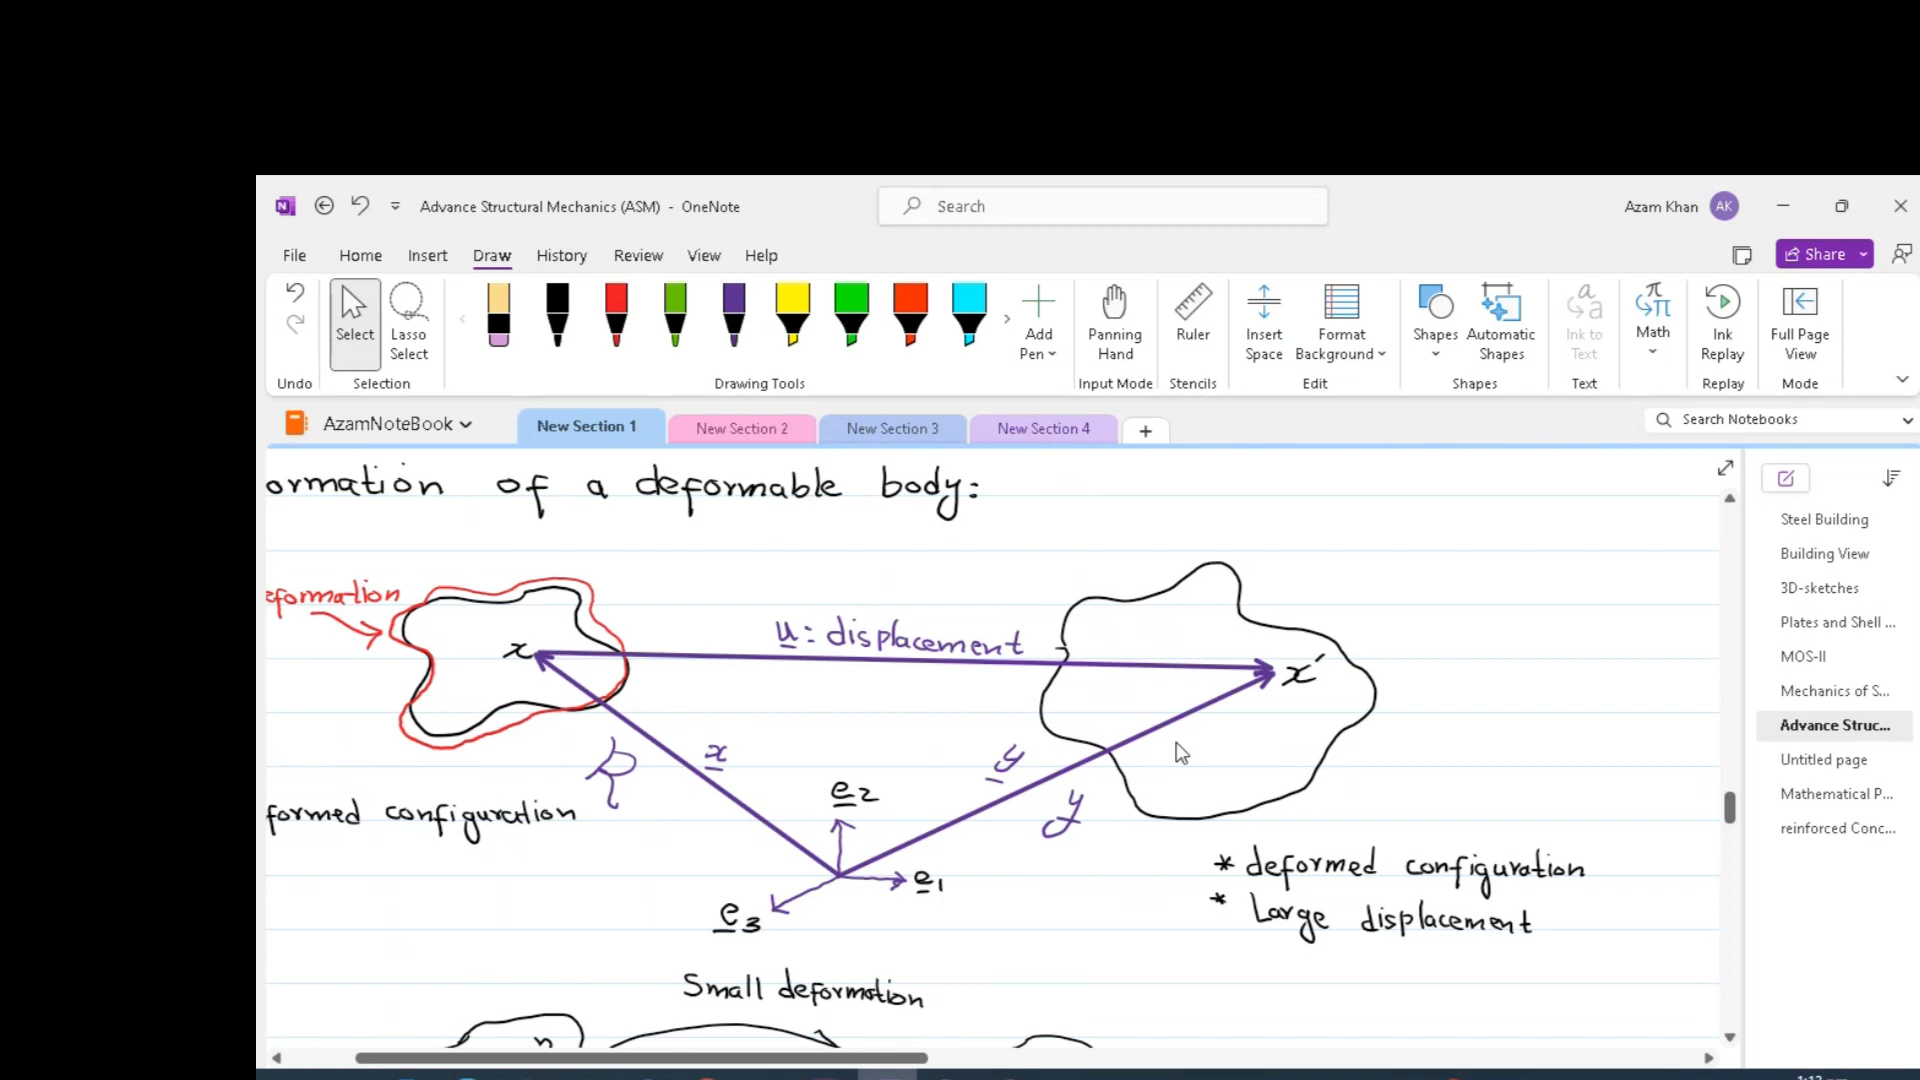 Advance Structural Mechanics (ASM) - OneNote
Search
Azam Khan AK
File Home Insert Draw History Review View Help
Share
Undo
Select
Lasso Select
Selection
Drawing Tools
Add Pen
Panning Hand
Input Mode
Ruler
Stencils
Insert Space
Format Background
Edit
Shapes
Automatic Shapes
Shapes
Ink to Text
Text
Math
Ink Replay
Replay
Full Page View
Mode
AzamNoteBook
New Section 1
New Section 2
New Section 3
New Section 4
+
Search Notebooks
ormation of a deformable body:
eformation
x
u: displacement
x′
x
y
y
e2
e1
e3
formed configuration
* deformed configuration
* Large displacement
Small deformation
Steel Building
Building View
3D-sketches
Plates and Shell ...
MOS-II
Mechanics of S...
Advance Struc...
Untitled page
Mathematical P...
reinforced Conc...